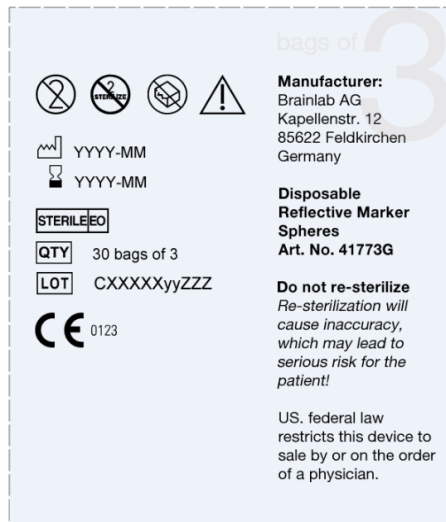 bags of 3
2
2
STERILIZE
YYYY-MM
YYYY-MM
STERILE EO
QTY 30 bags of 3
LOT CXXXXXyyZZZ
CE 0123
Manufacturer:
Brainlab AG
Kapellenstr. 12
85622 Feldkirchen
Germany
Disposable
Reflective Marker
Spheres
Art. No. 41773G
Do not re-sterilize
Re-sterilization will
cause inaccuracy,
which may lead to
serious risk for the
patient!
US. federal law
restricts this device to
sale by or on the order
of a physician.